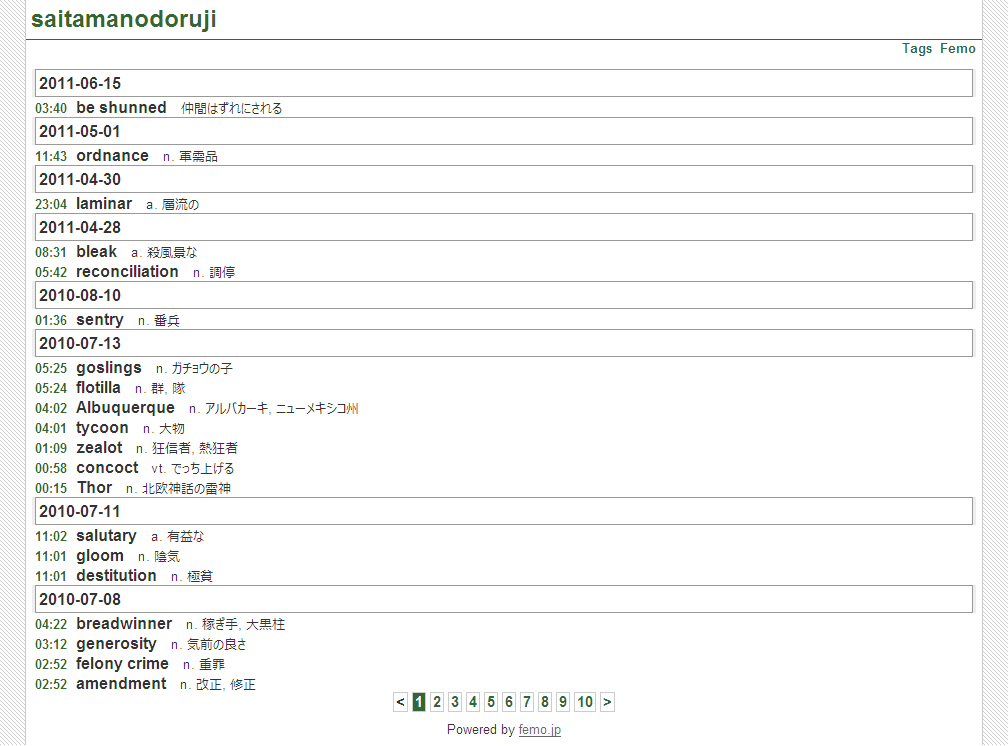 saitamanodoruji
Tags Femo
2011-06-15
03:40 be shunned 仲間はずれにされる
2011-05-01
11:43 ordnance n. 軍需品
2011-04-30
23:04 laminar a. 層流の
2011-04-28
08:31 bleak a. 殺風景な
05:42 reconciliation n. 調停
2010-08-10
01:36 sentry n. 番兵
2010-07-13
05:25 goslings n. ガチョウの子
05:24 flotilla n. 群, 隊
04:02 Albuquerque n. アルバカーキ, ニューメキシコ州
04:01 tycoon n. 大物
01:09 zealot n. 狂信者, 熱狂者
00:58 concoct vt. でっち上げる
00:15 Thor n. 北欧神話の雷神
2010-07-11
11:02 salutary a. 有益な
11:01 gloom n. 陰気
11:01 destitution n. 極貧
2010-07-08
04:22 breadwinner n. 稼ぎ手, 大黒柱
03:12 generosity n. 気前の良さ
02:52 felony crime n. 重罪
02:52 amendment n. 改正, 修正
< 1 2 3 4 5 6 7 8 9 10 >
Powered by femo.jp